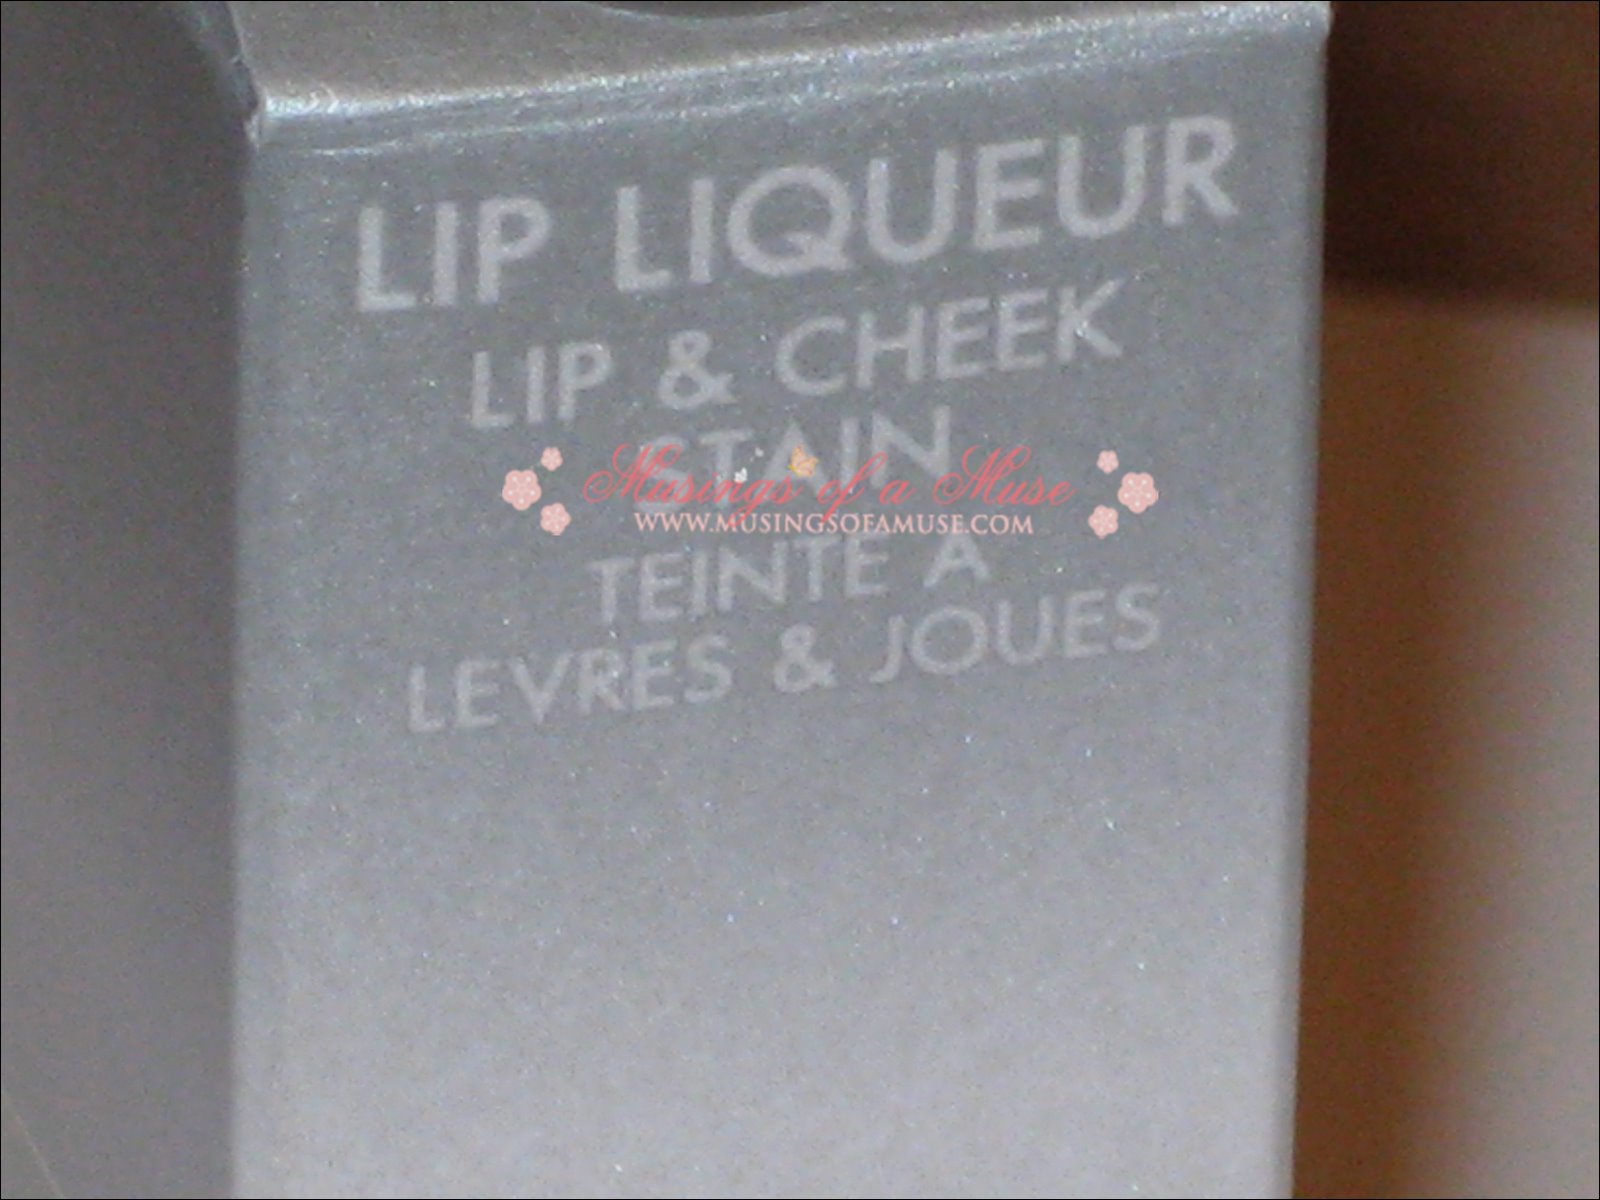 LIP LIQUEUR
LIP & CHEEK
STAIN
Musings of a Muse
WWW.MUSINGSOFAMUSE.COM
TEINTE A
LEVRES & JOUES